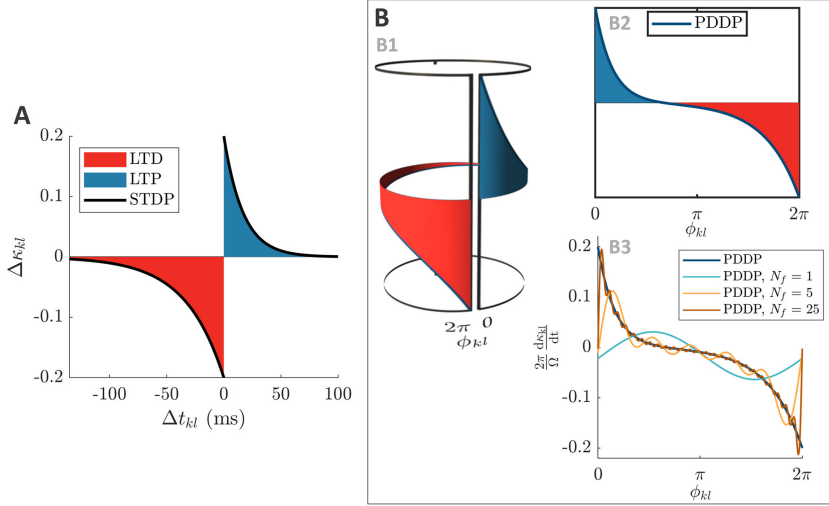 A
LTD
LTP
STDP
Δκ_kl
0.2
0.1
0
-0.1
-0.2
-100
-50
0
50
100
Δt_kl (ms)
B
B1
2π
0
ϕ_kl
B2
PDDP
0
π
2π
ϕ_kl
B3
PDDP
PDDP, N_f = 1
PDDP, N_f = 5
PDDP, N_f = 25
2π/Ω dκ_kl/dt
0.2
0.1
0
-0.1
-0.2
0
π
2π
ϕ_kl